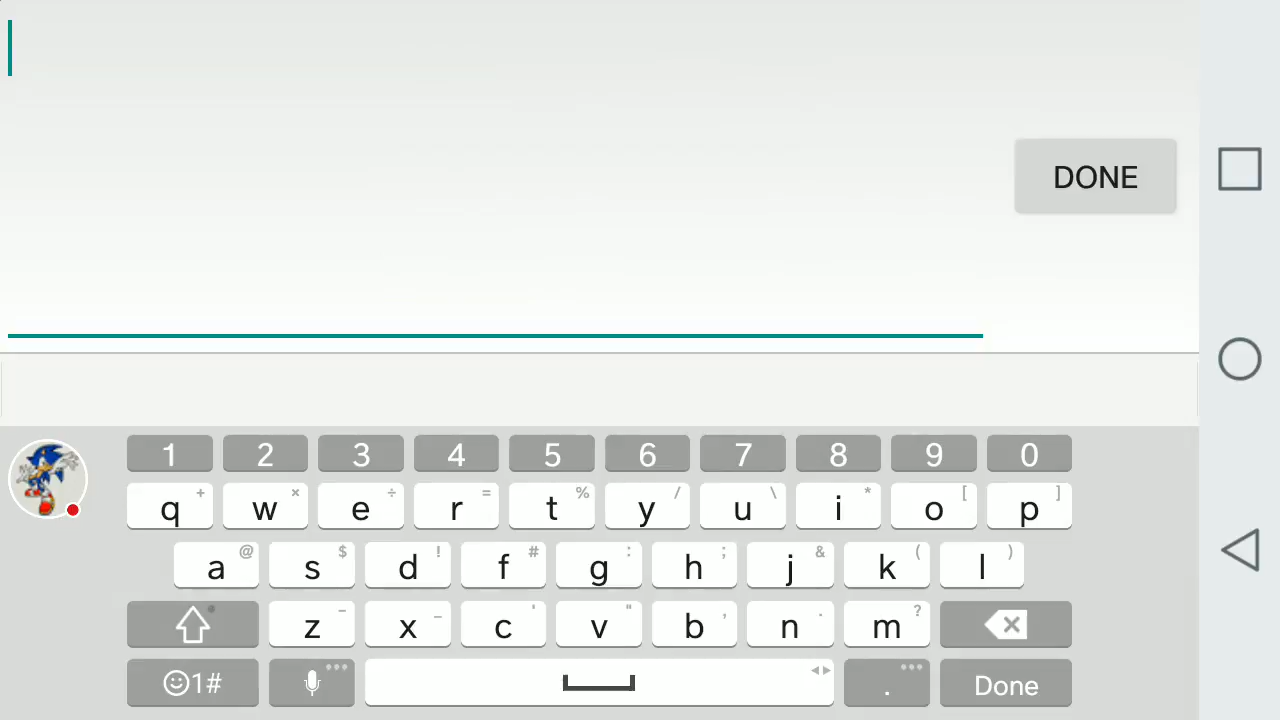 DONE
1 2 3 4 5 6 7 8 9 0
q + w × e ÷ r = t % y / u \ i * o [ p ]
a @ s $ d ! f # g : h ; j & k ( l )
z - x _ c ' v " b , n . m ?
1# . Done